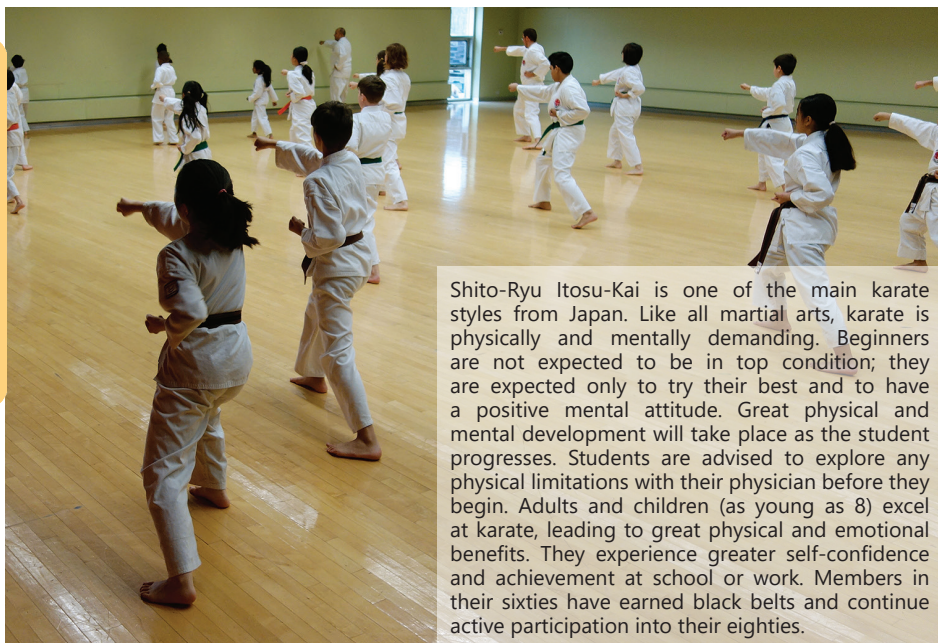 Shito-Ryu Itosu-Kai is one of the main karate
styles from Japan. Like all martial arts, karate is
physically and mentally demanding. Beginners
are not expected to be in top condition; they
are expected only to try their best and to have
a positive mental attitude. Great physical and
mental development will take place as the student
progresses. Students are advised to explore any
physical limitations with their physician before they
begin. Adults and children (as young as 8) excel
at karate, leading to great physical and emotional
benefits. They experience greater self-confidence
and achievement at school or work. Members in
their sixties have earned black belts and continue
active participation into their eighties.